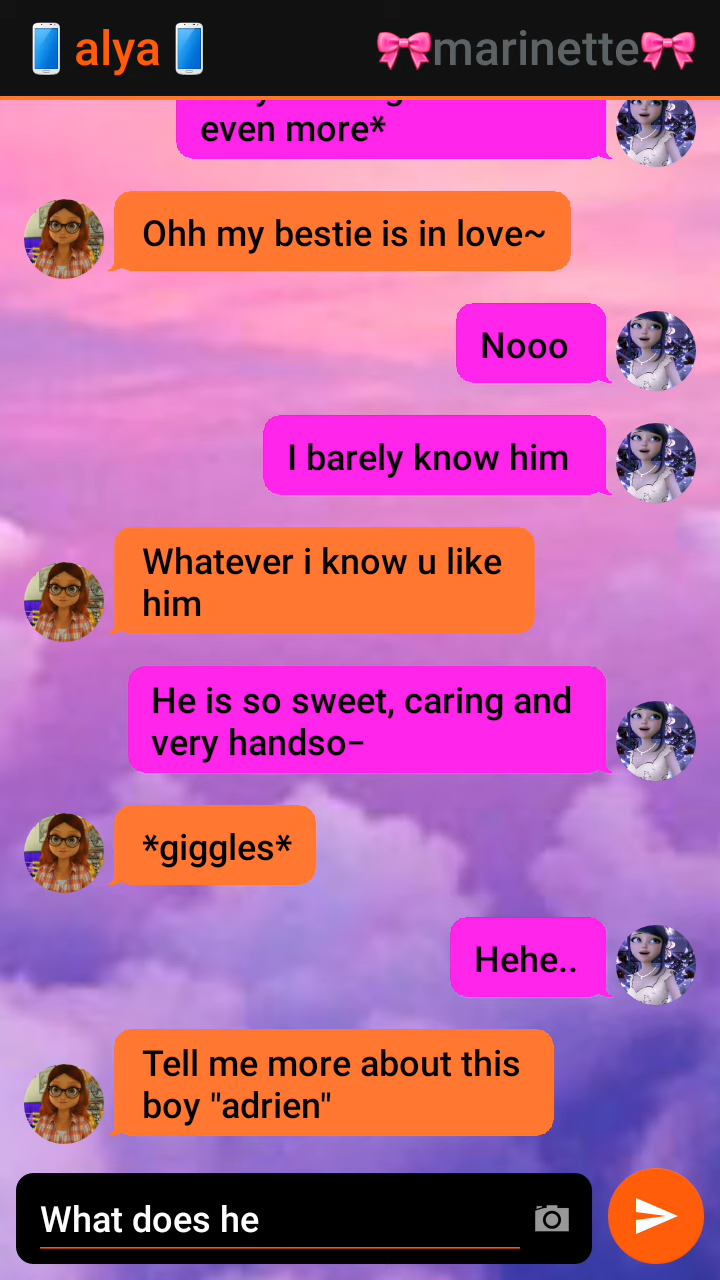 📱alya📱 🎀marinette🎀
even more*
Ohh my bestie is in love~
Nooo
I barely know him
Whatever i know u like
him
He is so sweet, caring and
very handso–
*giggles*
Hehe..
Tell me more about this
boy "adrien"
What does he